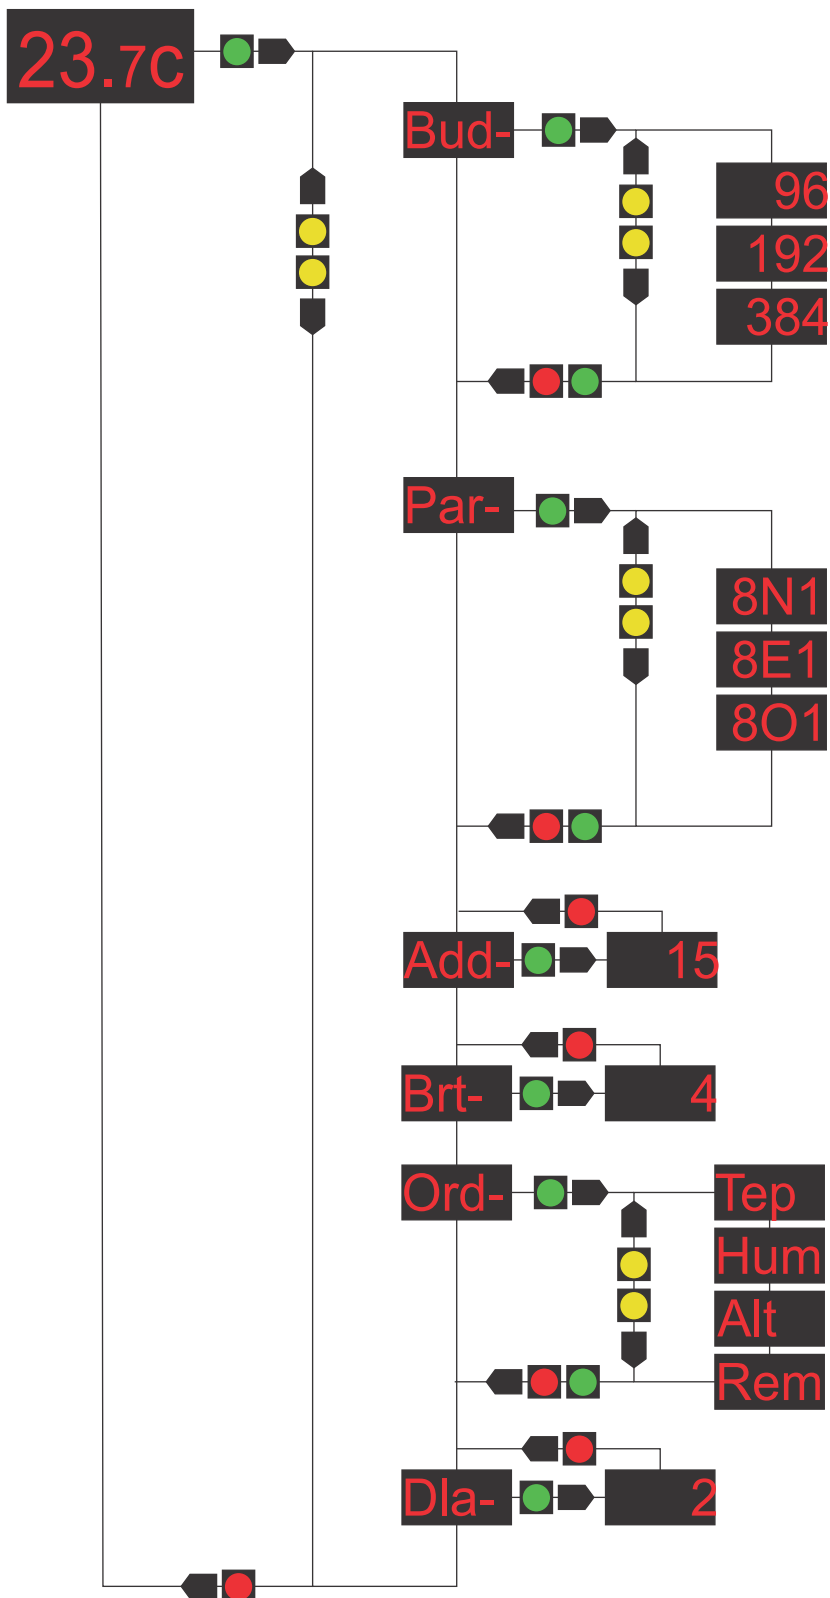 23.7C
Bud-
96
192
384
Par-
8N1
8E1
8O1
Add-
15
Brt-
4
Ord-
Tep
Hum
Alt
Rem
Dla-
2